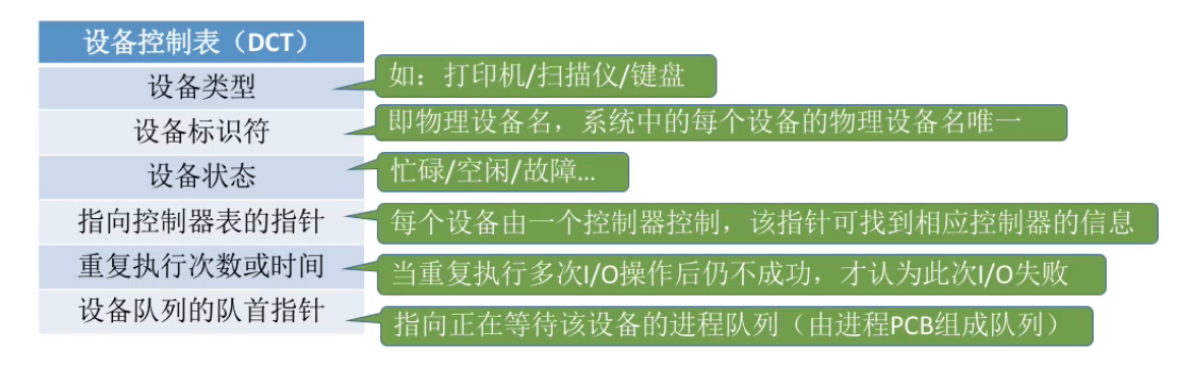 设备控制表（DCT）
设备类型
如：打印机/扫描仪/键盘
设备标识符
即物理设备名，系统中的每个设备的物理设备名唯一
设备状态
忙碌/空闲/故障...
指向控制器表的指针
每个设备由一个控制器控制，该指针可找到相应控制器的信息
重复执行次数或时间
当重复执行多次I/O操作后仍不成功，才认为此次I/O失败
设备队列的队首指针
指向正在等待该设备的进程队列（由进程PCB组成队列）